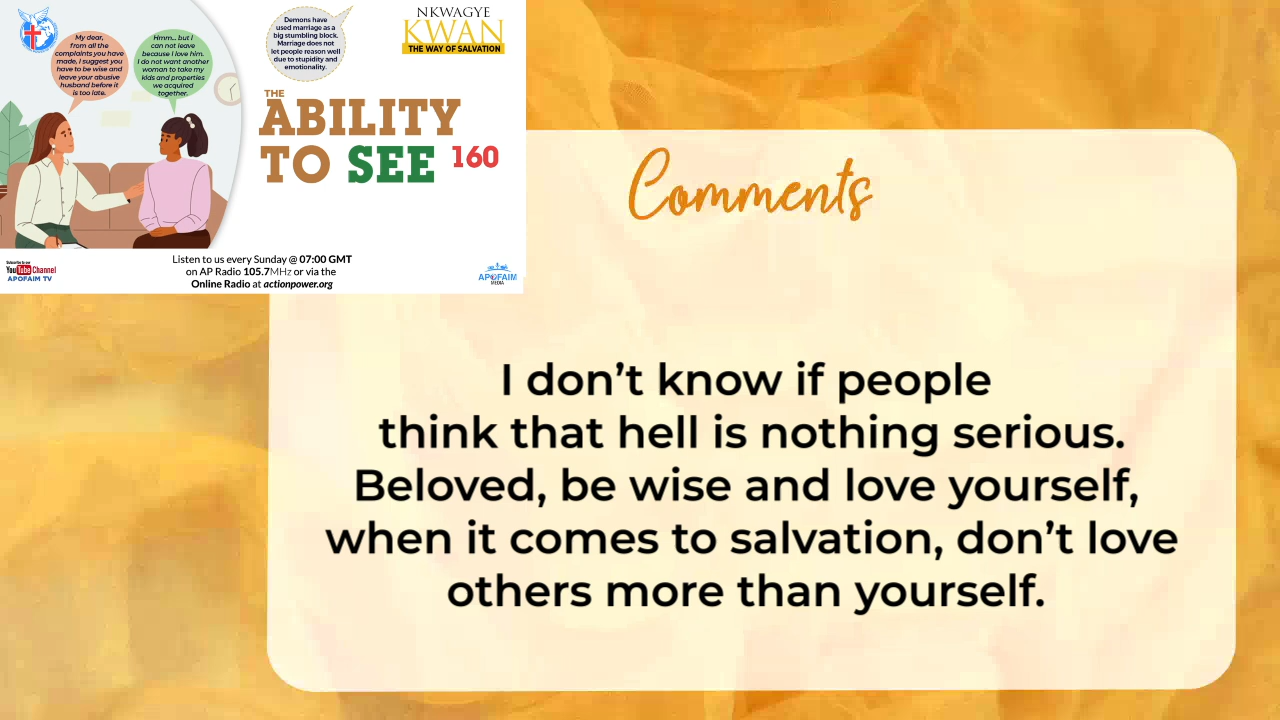 My dear,
from all the
complaints you have
made, I suggest you
have to be wise and
leave your abusive
husband before it
is too late.
Hmm... but I
can not leave
because I love him.
I do not want another
woman to take my
kids and properties
we acquired
together.
Demons have
used marriage as a
big stumbling block.
Marriage does not
let people reason well
due to stupidity and
emotionality.
NKWAGYE
KWAN
THE WAY OF SALVATION
THE
ABILITY
TO SEE 160
Listen to us every Sunday @ 07:00 GMT
on AP Radio 105.7MHz or via the
Online Radio at actionpower.org
Subscribe to our
YouTube Channel
APOFAIM TV
APOFAIM
MEDIA
Comments
I don't know if people
think that hell is nothing serious.
Beloved, be wise and love yourself,
when it comes to salvation, don't love
others more than yourself.